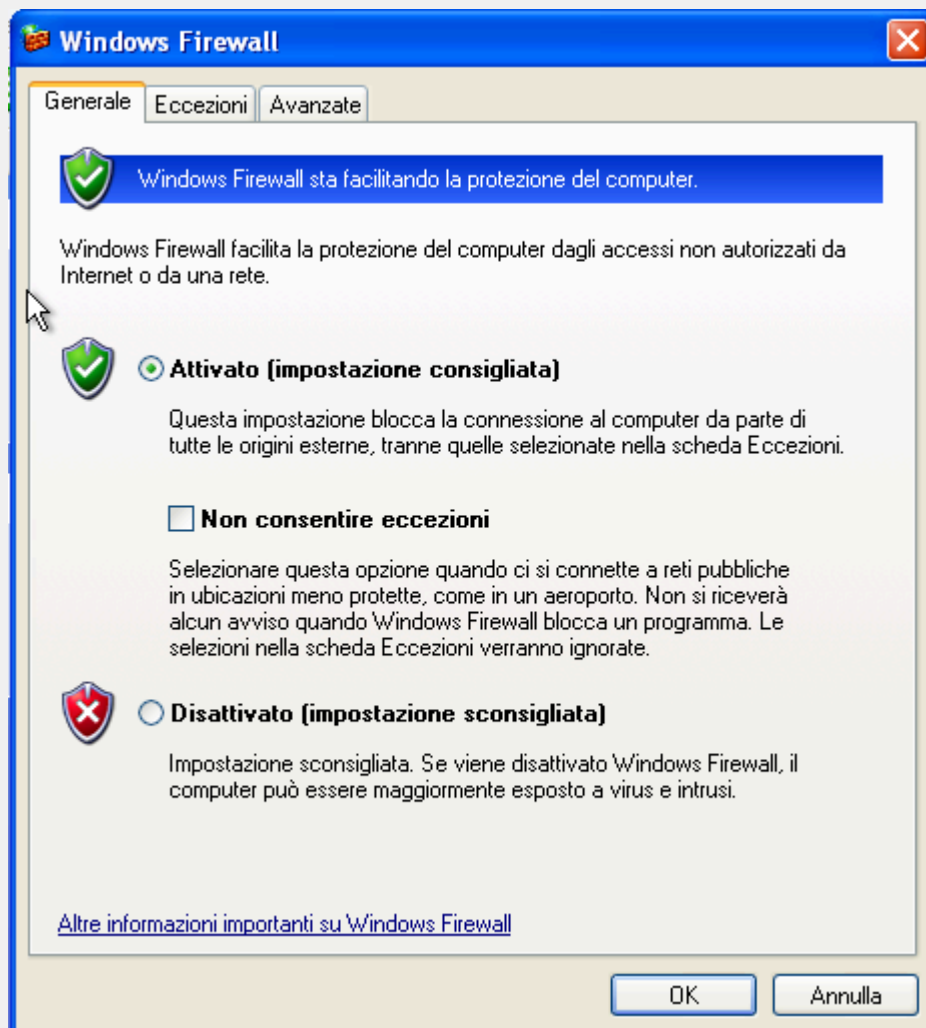 Windows Firewall
Generale
Eccezioni
Avanzate
Windows Firewall sta facilitando la protezione del computer.
Windows Firewall facilita la protezione del computer dagli accessi non autorizzati da
Internet o da una rete.
Attivato (impostazione consigliata)
Questa impostazione blocca la connessione al computer da parte di
tutte le origini esterne, tranne quelle selezionate nella scheda Eccezioni.
Non consentire eccezioni
Selezionare questa opzione quando ci si connette a reti pubbliche
in ubicazioni meno protette, come in un aeroporto. Non si riceverà
alcun avviso quando Windows Firewall blocca un programma. Le
selezioni nella scheda Eccezioni verranno ignorate.
Disattivato (impostazione sconsigliata)
Impostazione sconsigliata. Se viene disattivato Windows Firewall, il
computer può essere maggiormente esposto a virus e intrusi.
Altre informazioni importanti su Windows Firewall
OK
Annulla